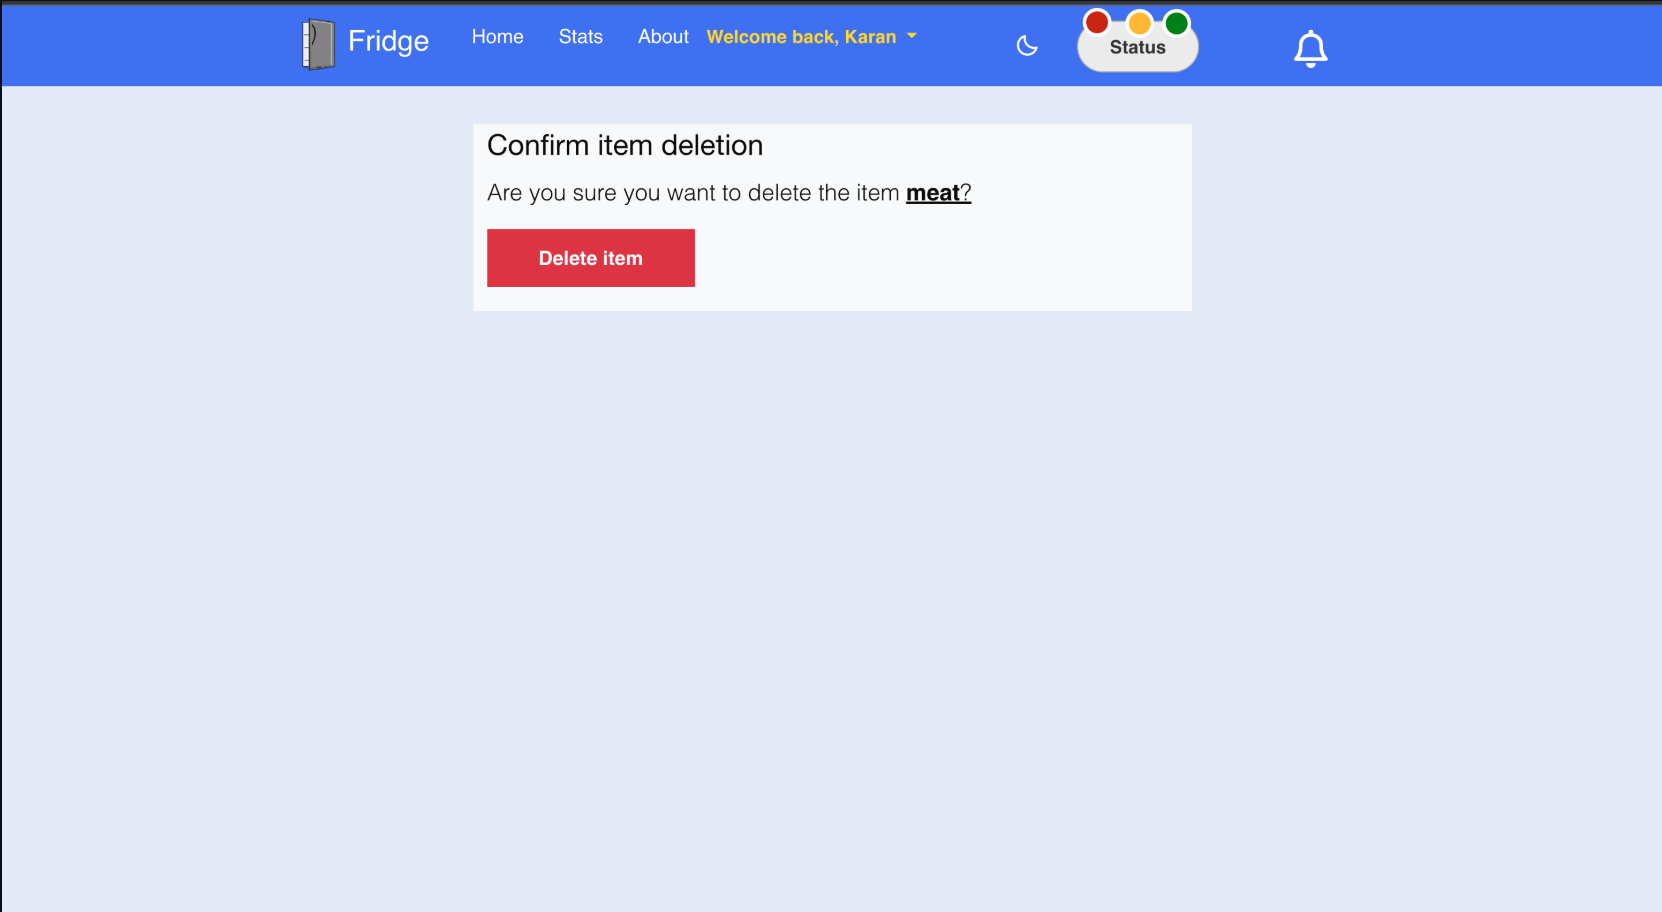 Fridge Home Stats About Welcome back, Karan Status
Confirm item deletion
Are you sure you want to delete the item meat?
Delete item